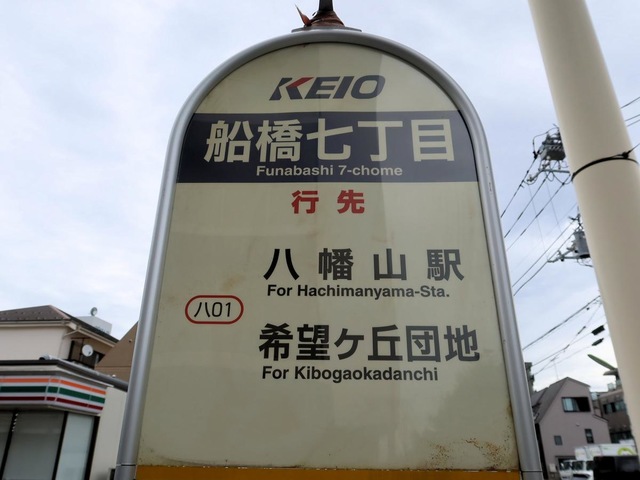 KEIO
船橋七丁目
Funabashi 7-chome
行先
八幡山駅
For Hachimanyama-Sta.
八01
希望ヶ丘団地
For Kibogaokadanchi